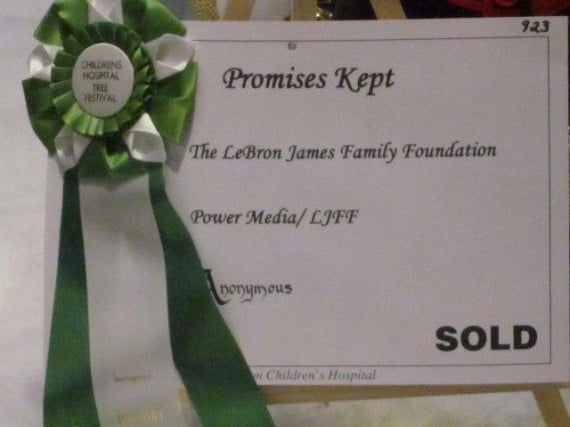 923
CHILDRENS
HOSPITAL
TREE
FESTIVAL
Promises Kept
The LeBron James Family Foundation
Power Media/ LJFF
Anonymous
SOLD
Children's Hospital